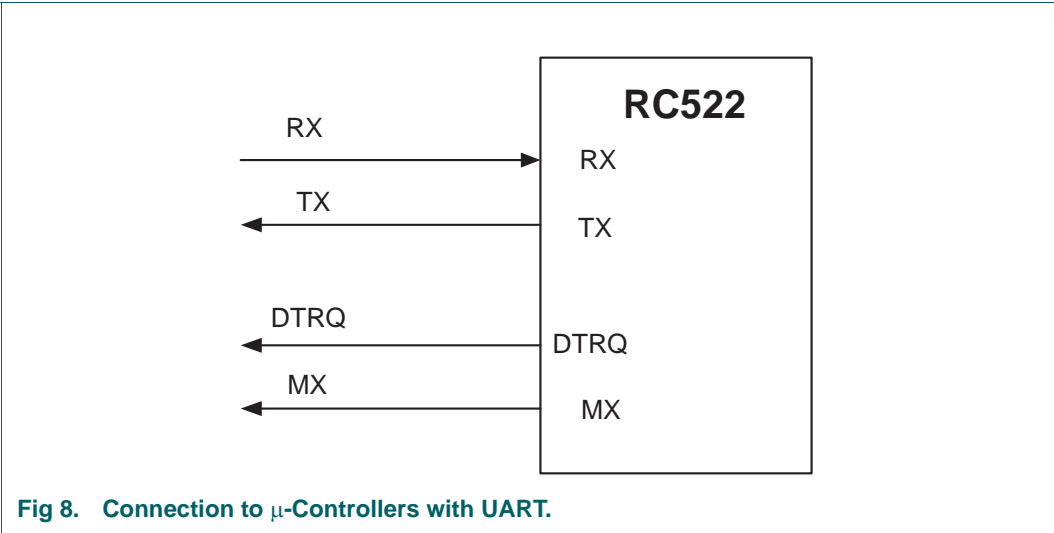 RC522
RX
RX
TX
TX
DTRQ
DTRQ
MX
MX
Fig 8. Connection to μ-Controllers with UART.